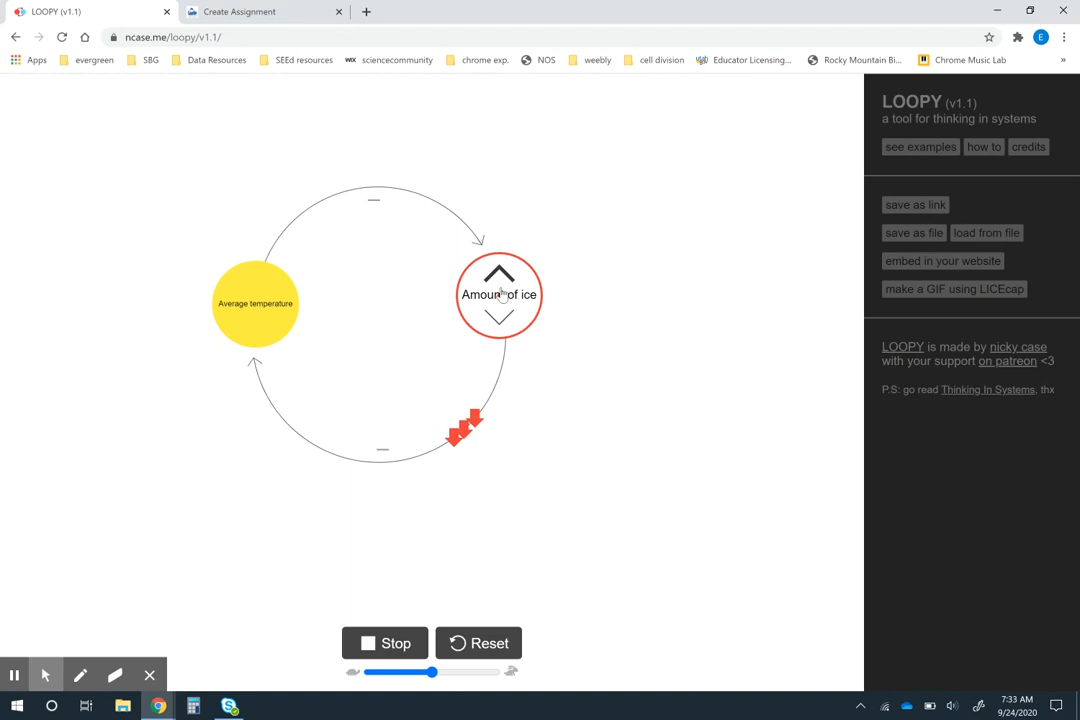 LOOPY (v1.1)
Create Assignment
ncase.me/loopy/v1.1/
E
Apps
evergreen
SBG
Data Resources
SEEd resources
WIX sciencecommunity
chrome exp.
NOS
weebly
cell division
Educator Licensing...
Rocky Mountain Bi...
Chrome Music Lab
»
LOOPY (v1.1)
a tool for thinking in systems
see examples how to credits
save as link
save as file load from file
embed in your website
make a GIF using LICEcap
LOOPY is made by nicky case
with your support on patreon <3
P.S: go read Thinking In Systems, thx
Amount of ice
Average temperature
Stop Reset
7:33 AM
9/24/2020